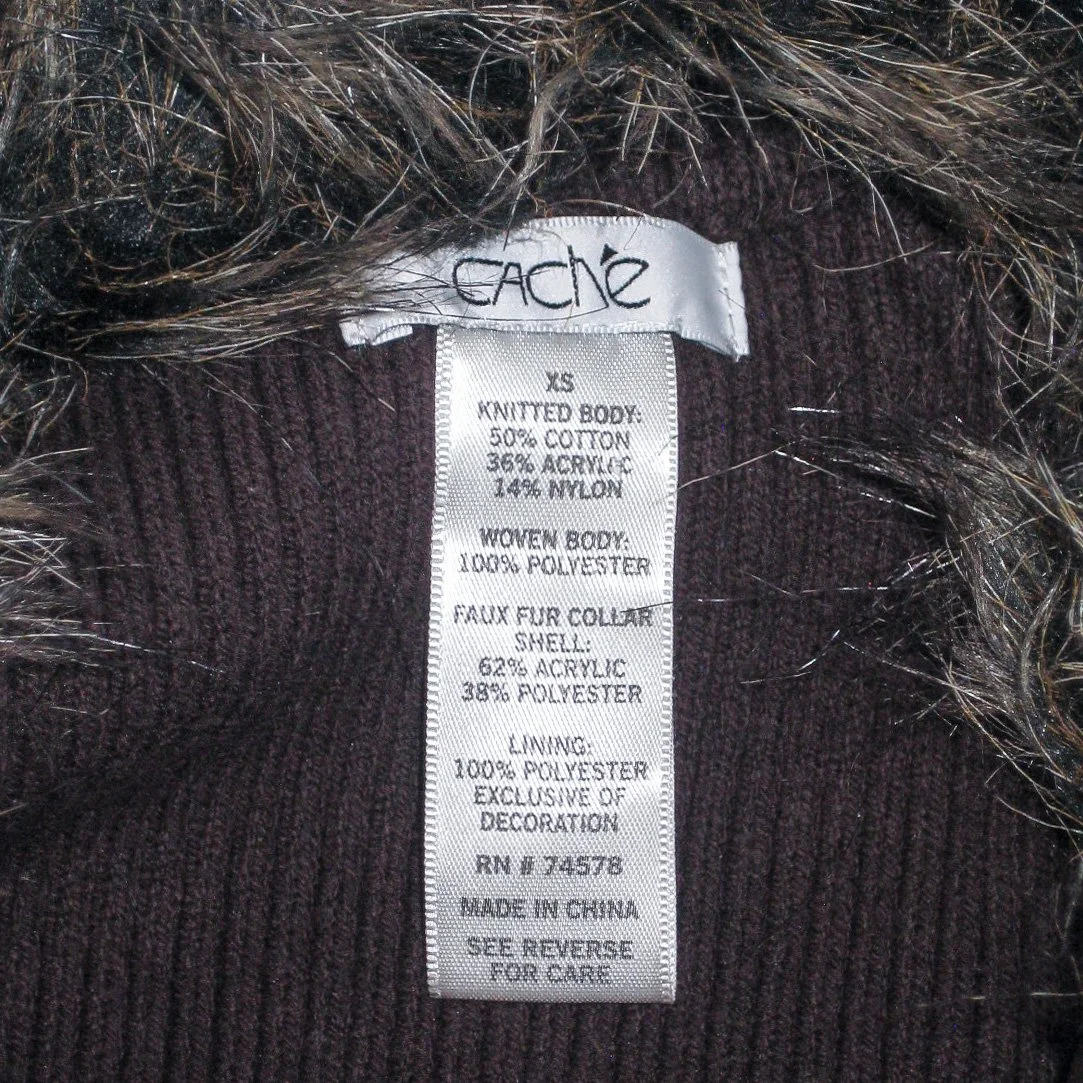 Caché
XS
KNITTED BODY:
50% COTTON
36% ACRYLIC
14% NYLON
WOVEN BODY:
100% POLYESTER
FAUX FUR COLLAR
SHELL:
62% ACRYLIC
38% POLYESTER
LINING:
100% POLYESTER
EXCLUSIVE OF
DECORATION
RN # 74578
MADE IN CHINA
SEE REVERSE
FOR CARE